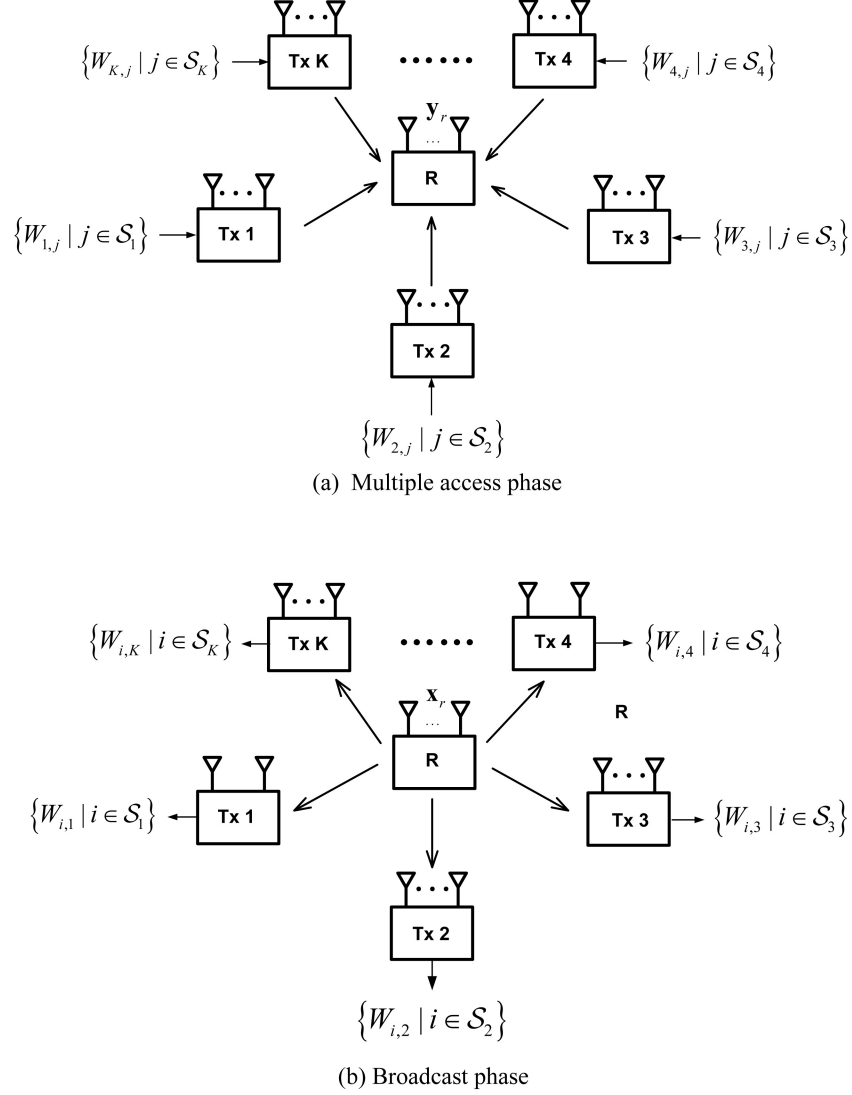 Tx K
......
Tx 4
{W_{K,j} | j ∈ S_K}
{W_{4,j} | j ∈ S_4}
y_r
...
R
Tx 1
Tx 3
{W_{1,j} | j ∈ S_1}
{W_{3,j} | j ∈ S_3}
Tx 2
{W_{2,j} | j ∈ S_2}
(a) Multiple access phase
{W_{i,K} | i ∈ S_K}
Tx K
......
Tx 4
{W_{i,4} | i ∈ S_4}
x_r
...
R
R
{W_{i,1} | i ∈ S_1}
Tx 1
Tx 3
{W_{i,3} | i ∈ S_3}
Tx 2
{W_{i,2} | i ∈ S_2}
(b) Broadcast phase